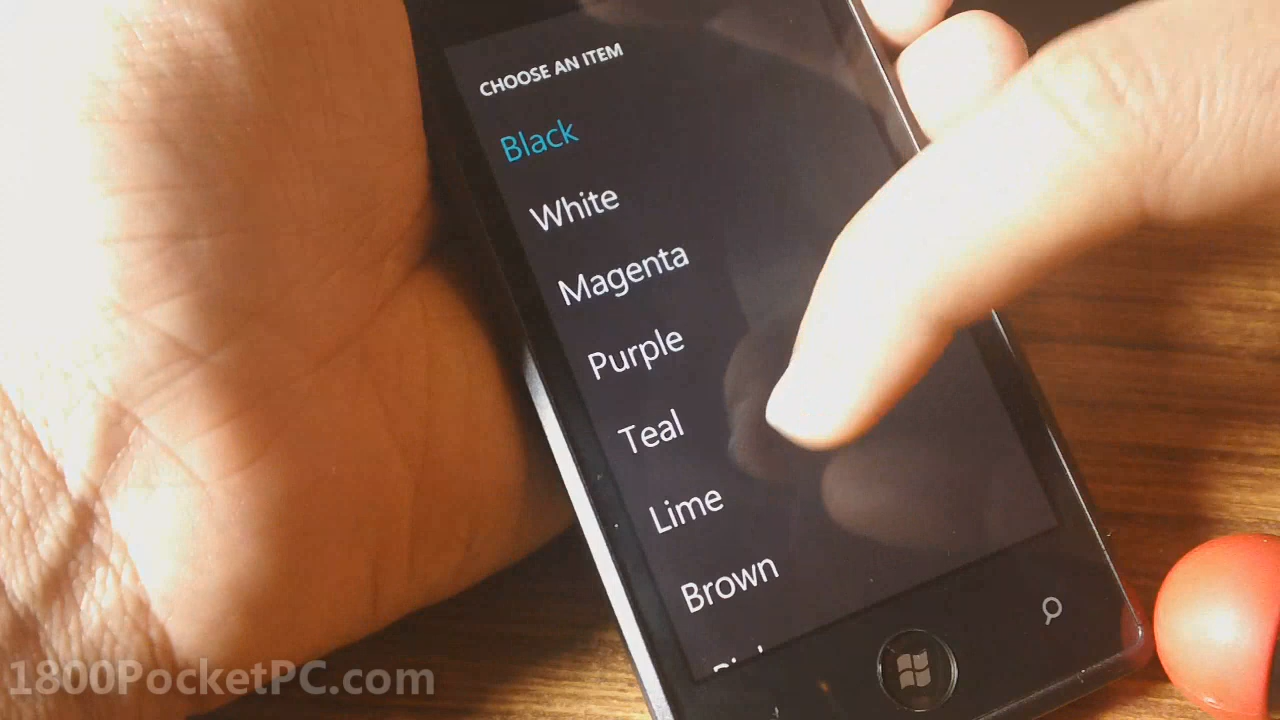 CHOOSE AN ITEM
Black
White
Magenta
Purple
Teal
Lime
Brown
1800PocketPC.com